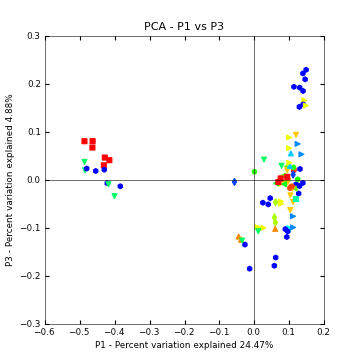 PCA - P1 vs P3
0.3
0.2
0.1
0.0
−0.1
−0.2
−0.3
P3 - Percent variation explained 4.88%
−0.6 −0.5 −0.4 −0.3 −0.2 −0.1 0.0 0.1 0.2
P1 - Percent variation explained 24.47%